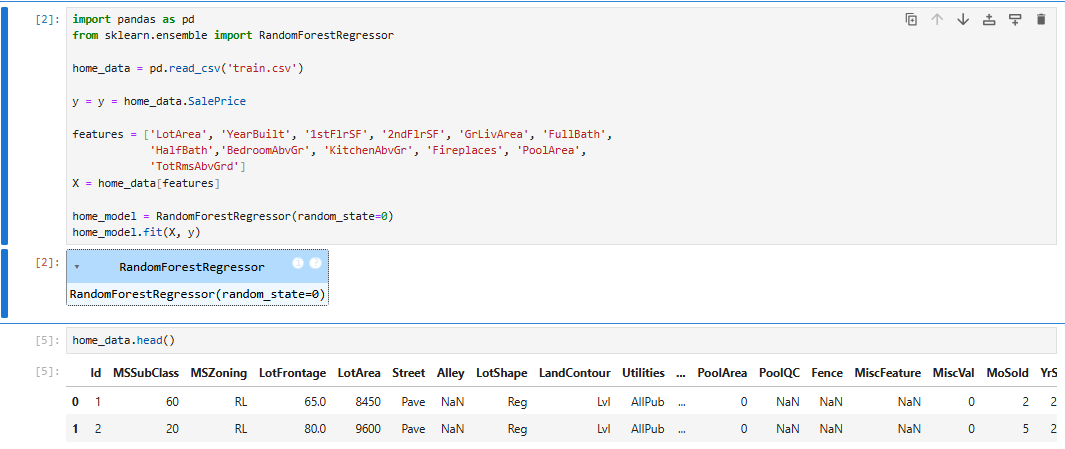 [2]: import pandas as pd
from sklearn.ensemble import RandomForestRegressor
home_data = pd.read_csv('train.csv')
y = y = home_data.SalePrice
features = ['LotArea', 'YearBuilt', '1stFlrSF', '2ndFlrSF', 'GrLivArea', 'FullBath',
'HalfBath','BedroomAbvGr', 'KitchenAbvGr', 'Fireplaces', 'PoolArea',
'TotRmsAbvGrd']
X = home_data[features]
home_model = RandomForestRegressor(random_state=0)
home_model.fit(X, y)
[2]: RandomForestRegressor
RandomForestRegressor(random_state=0)
[5]: home_data.head()
[5]: Id MSSubClass MSZoning LotFrontage LotArea Street Alley LotShape LandContour Utilities ... PoolArea PoolQC Fence MiscFeature MiscVal MoSold YrS
0 1 60 RL 65.0 8450 Pave NaN Reg Lvl AllPub ... 0 NaN NaN NaN 0 2 2
1 2 20 RL 80.0 9600 Pave NaN Reg Lvl AllPub ... 0 NaN NaN NaN 0 5 2